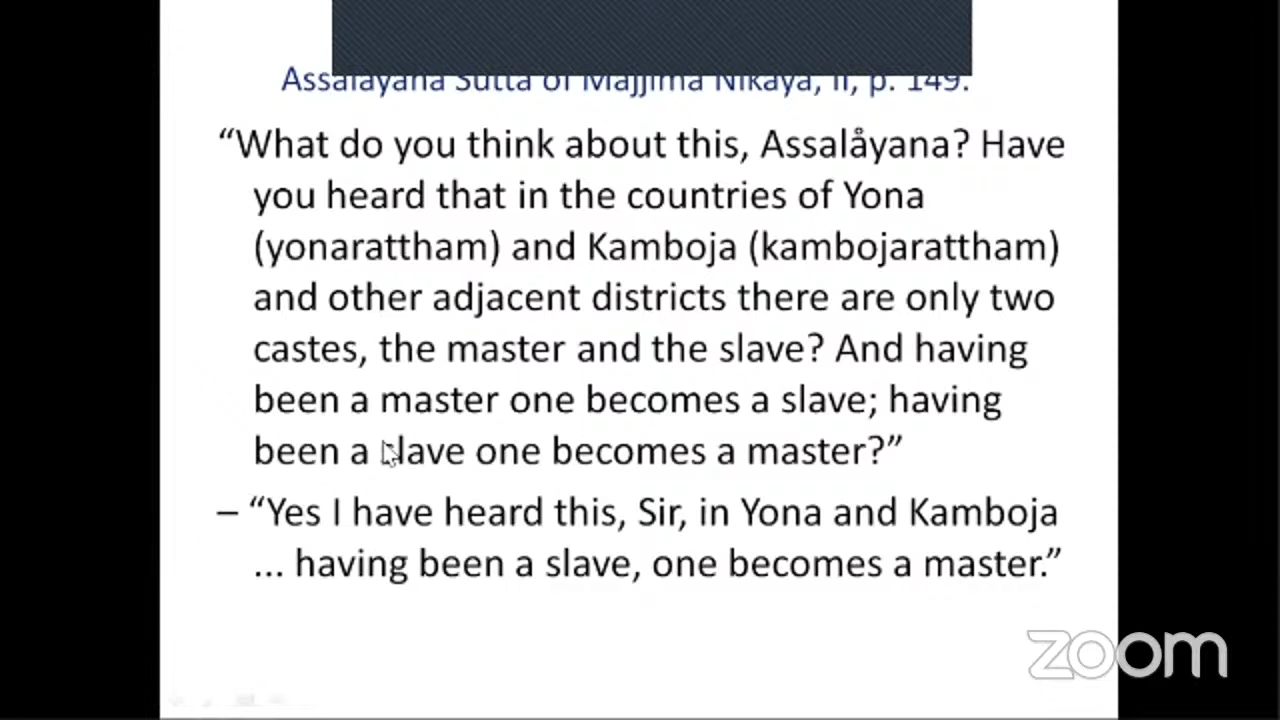 Assalayana Sutta of Majjima Nikaya, II, p. 149.
“What do you think about this, Assalåyana? Have
you heard that in the countries of Yona
(yonarattham) and Kamboja (kambojarattham)
and other adjacent districts there are only two
castes, the master and the slave? And having
been a master one becomes a slave; having
been a slave one becomes a master?”
– “Yes I have heard this, Sir, in Yona and Kamboja
... having been a slave, one becomes a master.”
zoom